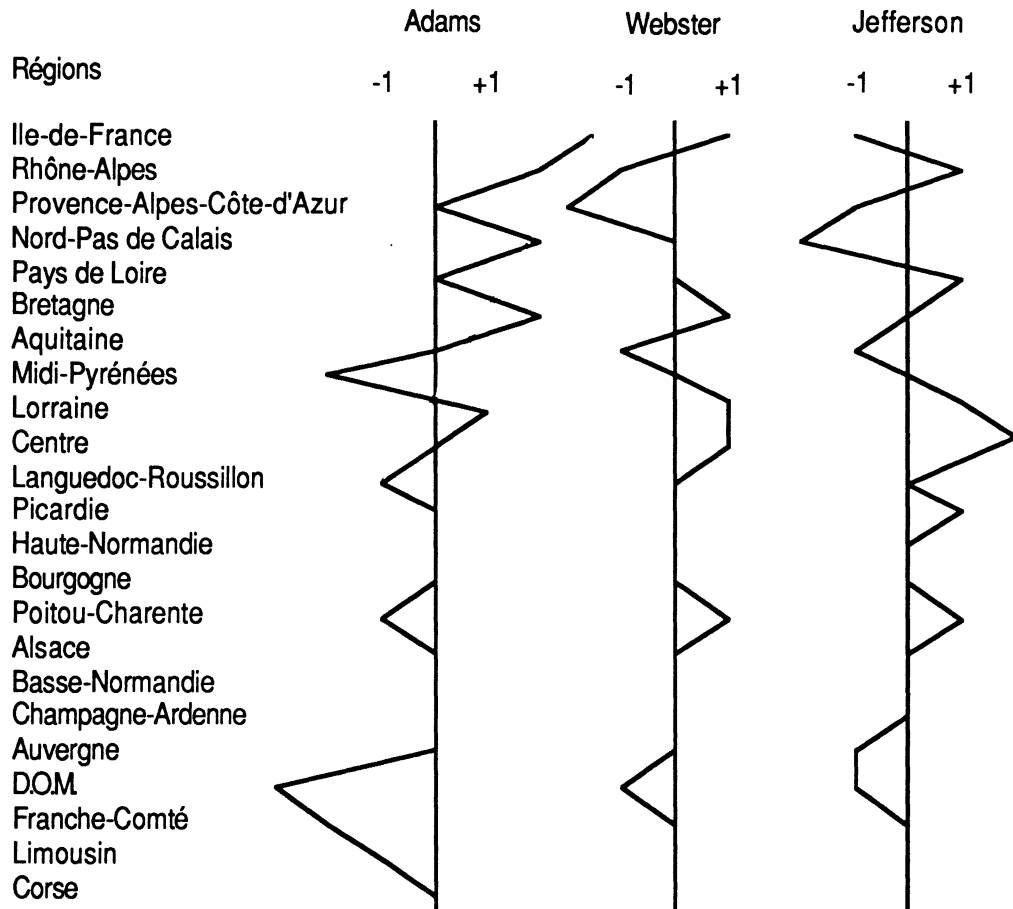 Adams Webster Jefferson
Régions
-1 +1 -1 +1 -1 +1
Ile-de-France
Rhône-Alpes
Provence-Alpes-Côte-d'Azur
Nord-Pas de Calais
Pays de Loire
Bretagne
Aquitaine
Midi-Pyrénées
Lorraine
Centre
Languedoc-Roussillon
Picardie
Haute-Normandie
Bourgogne
Poitou-Charente
Alsace
Basse-Normandie
Champagne-Ardenne
Auvergne
D.O.M.
Franche-Comté
Limousin
Corse